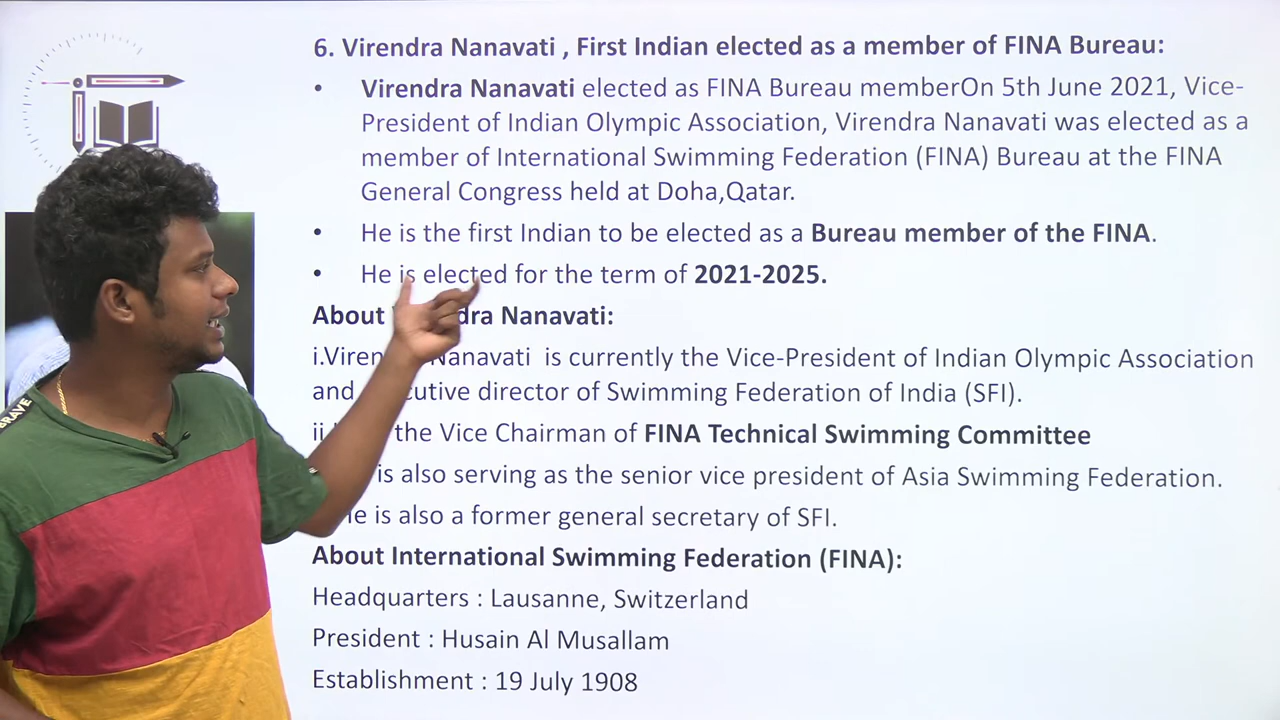 6. Virendra Nanavati , First Indian elected as a member of FINA Bureau:
• Virendra Nanavati elected as FINA Bureau memberOn 5th June 2021, Vice-
President of Indian Olympic Association, Virendra Nanavati was elected as a
member of International Swimming Federation (FINA) Bureau at the FINA
General Congress held at Doha,Qatar.
• He is the first Indian to be elected as a Bureau member of the FINA.
• He is elected for the term of 2021-2025.
About Nanavati:
i.Viren Nanavati is currently the Vice-President of Indian Olympic Association
and director of Swimming Federation of India (SFI).
ii the Vice Chairman of FINA Technical Swimming Committee
is also serving as the senior vice president of Asia Swimming Federation.
He is also a former general secretary of SFI.
About International Swimming Federation (FINA):
Headquarters : Lausanne, Switzerland
President : Husain Al Musallam
Establishment : 19 July 1908
BRAVE